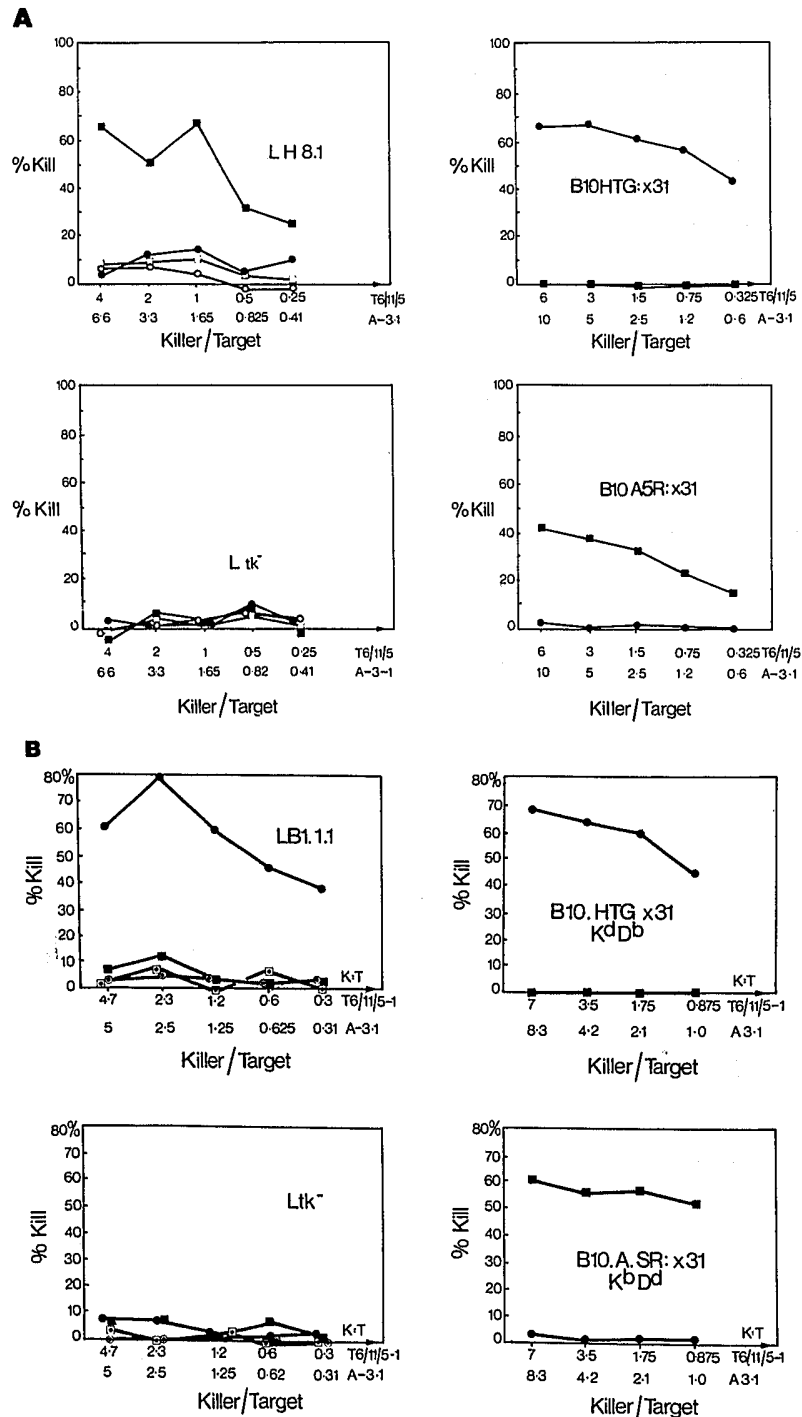 A
100
80
60
% Kill
40
20
0
LH 8.1
4 2 1 0·5 0·25 T6/11/5
6·6 3·3 1·65 0·825 0·41 A-3·1
Killer/Target
100
80
60
% Kill
40
20
0
B10HTG:x31
6 3 1·5 0·75 0·325 T6/11/5
10 5 2·5 1·2 0·6 A-3·1
Killer/Target
100
80
60
% Kill
40
20
0
L tk-
4 2 1 0·5 0·25 T6/11/5
6·6 3·3 1·65 0·82 0·41 A-3-1
Killer/Target
100
80
60
% Kill
40
20
0
B10 A5R:x31
6 3 1·5 0·75 0·325 T6/11/5
10 5 2·5 1·2 0·6 A-3·1
Killer/Target
B
80%
70
60
50
40
30
20
10
0
% Kill
LB1.1.1
K:T
4·7 2·3 1·2 0·6 0·3 T6/11/5-1
5 2·5 1·25 0·625 0·31 A-3·1
Killer/Target
80%
70
60
50
40
30
20
10
0
% Kill
B10.HTG x31
KdDb
K:T
7 3·5 1·75 0·875 T6/11/5-1
8·3 4·2 2·1 1·0 A3·1
Killer/Target
80%
70
60
50
40
30
20
10
0
% Kill
Ltk-
K:T
4·7 2·3 1·2 0·6 0·3 T6/11/5-1
5 2·5 1·25 0·62 0·31 A-3·1
Killer/Target
80%
70
60
50
40
30
20
10
0
% Kill
B10.A.5R: x31
KbDd
K:T
7 3·5 1·75 0·875 T6/11/5-1
8·3 4·2 2·1 1·0 A3·1
Killer/Target